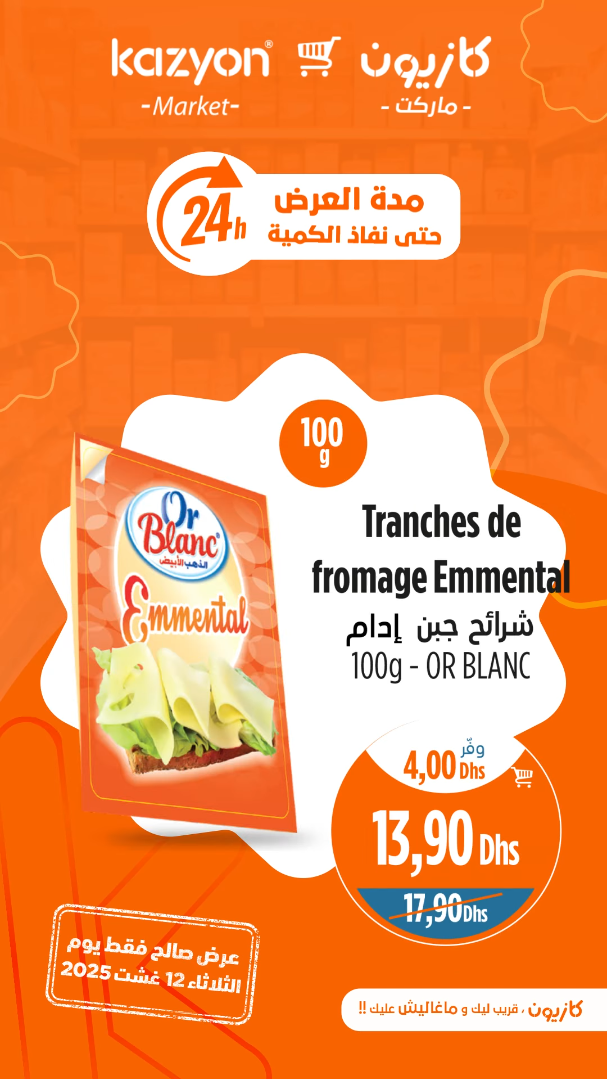 kazyon® كازيون
-Market- - ماركت -
24h
مدة العرض
حتى نفاذ الكمية
100
g
Or
Blanc
الذهب الأبيض
Emmental
Tranches de
fromage Emmental
شرائح جبن إدام
100g - OR BLANC
وفّر
4,00 Dhs
13,90 Dhs
17,90 Dhs
عرض صالح فقط يوم
الثلاثاء 12 غشت 2025
كازيون ، قريب ليك و ماغاليش عليك !!